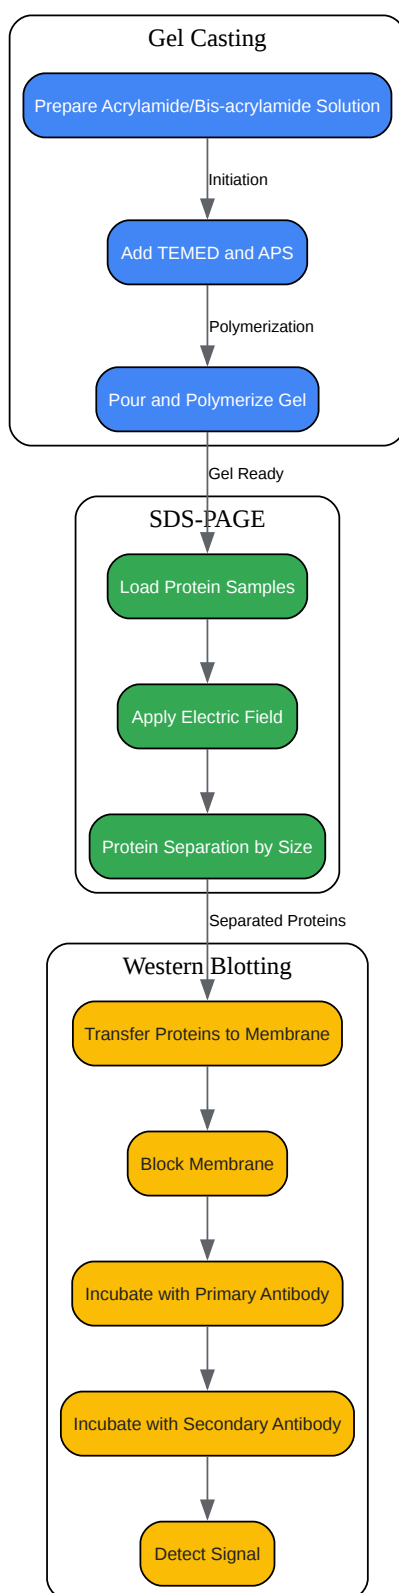 Gel Casting
Prepare Acrylamide/Bis-acrylamide Solution
Initiation
Add TEMED and APS
Polymerization
Pour and Polymerize Gel
Gel Ready
SDS-PAGE
Load Protein Samples
Apply Electric Field
Protein Separation by Size
Separated Proteins
Western Blotting
Transfer Proteins to Membrane
Block Membrane
Incubate with Primary Antibody
Incubate with Secondary Antibody
Detect Signal